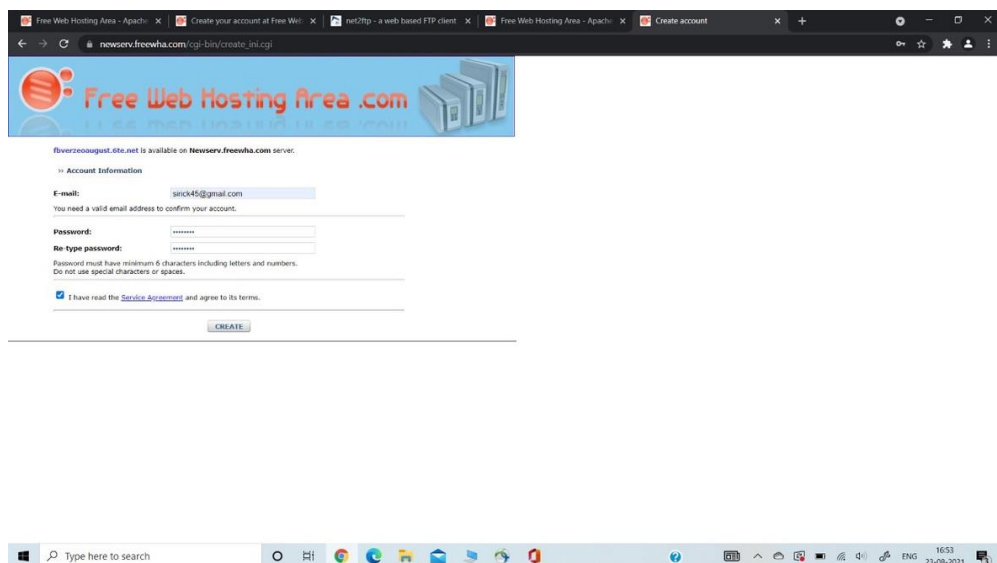 Free Web Hosting Area - Apache
Create your account at Free Web
net2ftp - a web based FTP client
Free Web Hosting Area - Apache
Create account
newserv.freewha.com/cgi-bin/create_ini.cgi
Free Web Hosting Area .com
fbverzeoaugust.6te.net is available on Newserv.freewha.com server.
» Account Information
E-mail: sirick45@gmail.com
You need a valid email address to confirm your account.
Password: ••••••••
Re-type password: ••••••••
Password must have minimum 6 characters including letters and numbers.
Do not use special characters or spaces.
I have read the Service Agreement and agree to its terms.
CREATE
Type here to search
ENG
16:53
23-08-2021